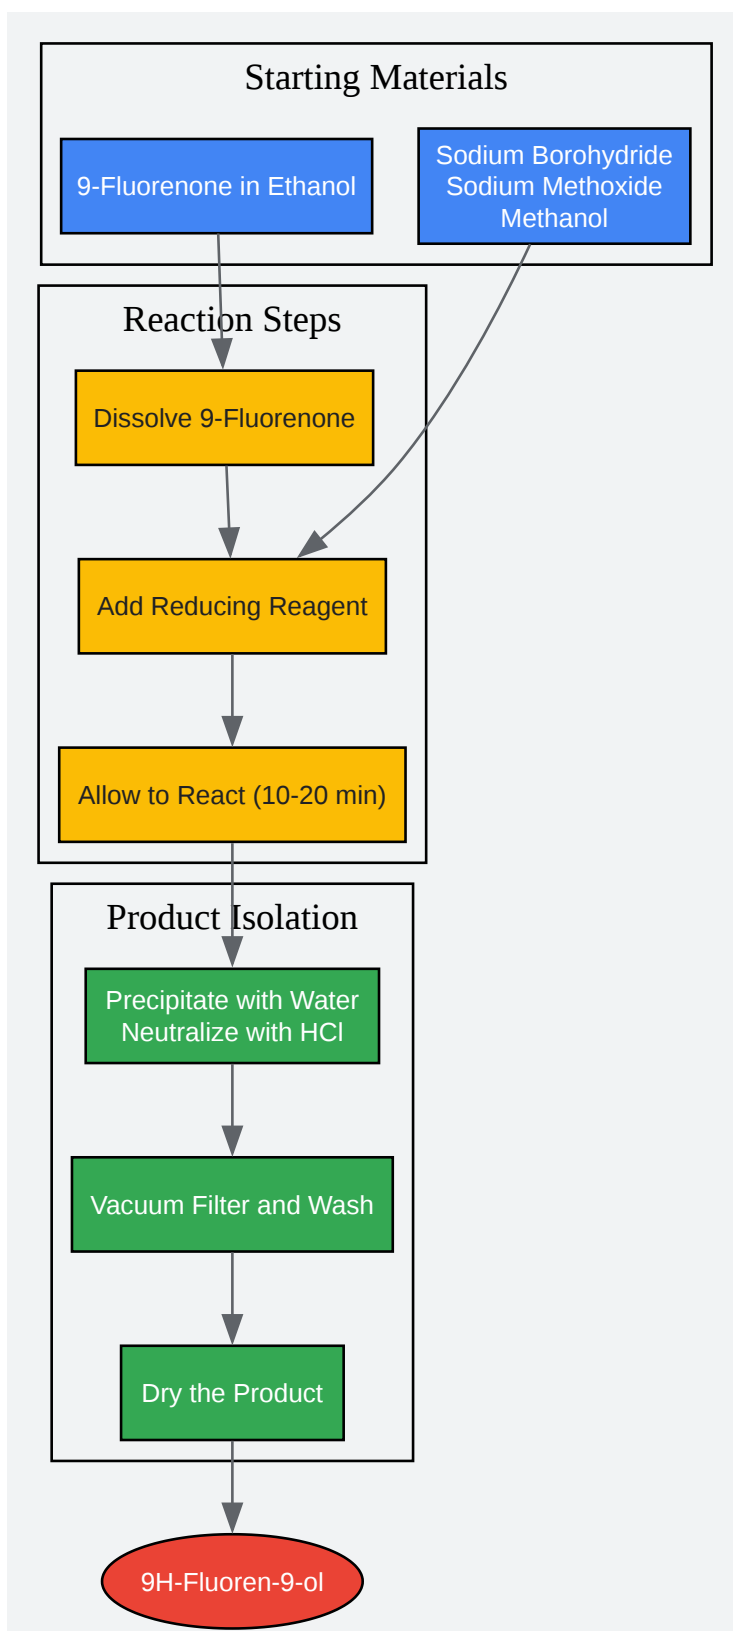 Starting Materials
9-Fluorenone in Ethanol
Sodium Borohydride
Sodium Methoxide
Methanol
Reaction Steps
Dissolve 9-Fluorenone
Add Reducing Reagent
Allow to React (10-20 min)
Product Isolation
Precipitate with Water
Neutralize with HCl
Vacuum Filter and Wash
Dry the Product
9H-Fluoren-9-ol